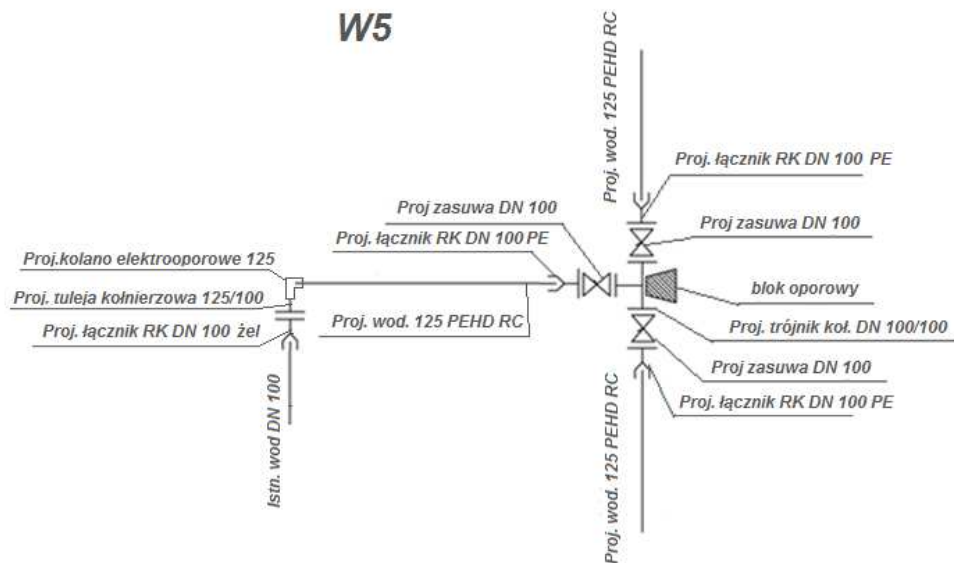 W5
Proj. wod. 125 PEHD RC
Proj. łącznik RK DN 100 PE
Proj zasuwa DN 100
Proj zasuwa DN 100
Proj. łącznik RK DN 100 PE
Proj.kolano elektrooporowe 125
Proj. tuleja kołnierzowa 125/100
Proj. łącznik RK DN 100 żel
Proj. wod. 125 PEHD RC
blok oporowy
Proj. trójnik koł. DN 100/100
Proj zasuwa DN 100
Proj. łącznik RK DN 100 PE
Istn. wod DN 100
Proj. wod. 125 PEHD RC